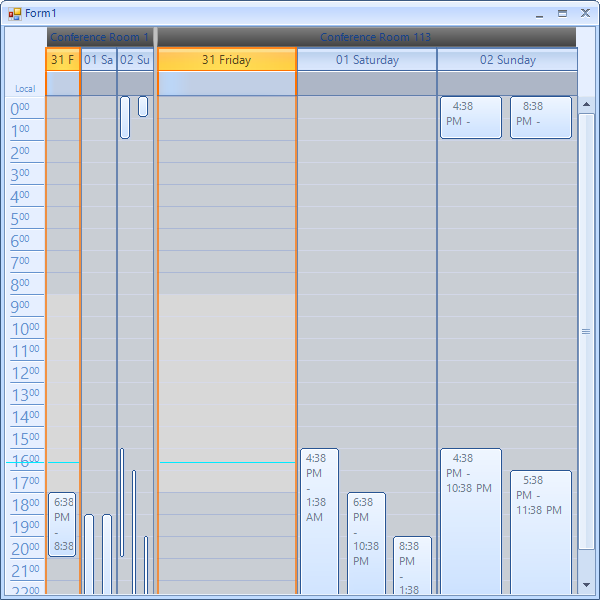 Form1
Conference Room 1
Conference Room 113
31 F
01 Sa
02 Su
31 Friday
01 Saturday
02 Sunday
Local
0 00
1 00
2 00
3 00
4 00
5 00
6 00
7 00
8 00
9 00
10 00
11 00
12 00
13 00
14 00
15 00
16 00
17 00
18 00
19 00
20 00
21 00
22 00
4:38
PM -
8:38
PM -
6:38
PM
-
8:38
4:38
PM
-
1:38
AM
6:38
PM
-
10:38
PM
8:38
PM
-
1:38
4:38
PM -
10:38 PM
5:38
PM -
11:38 PM